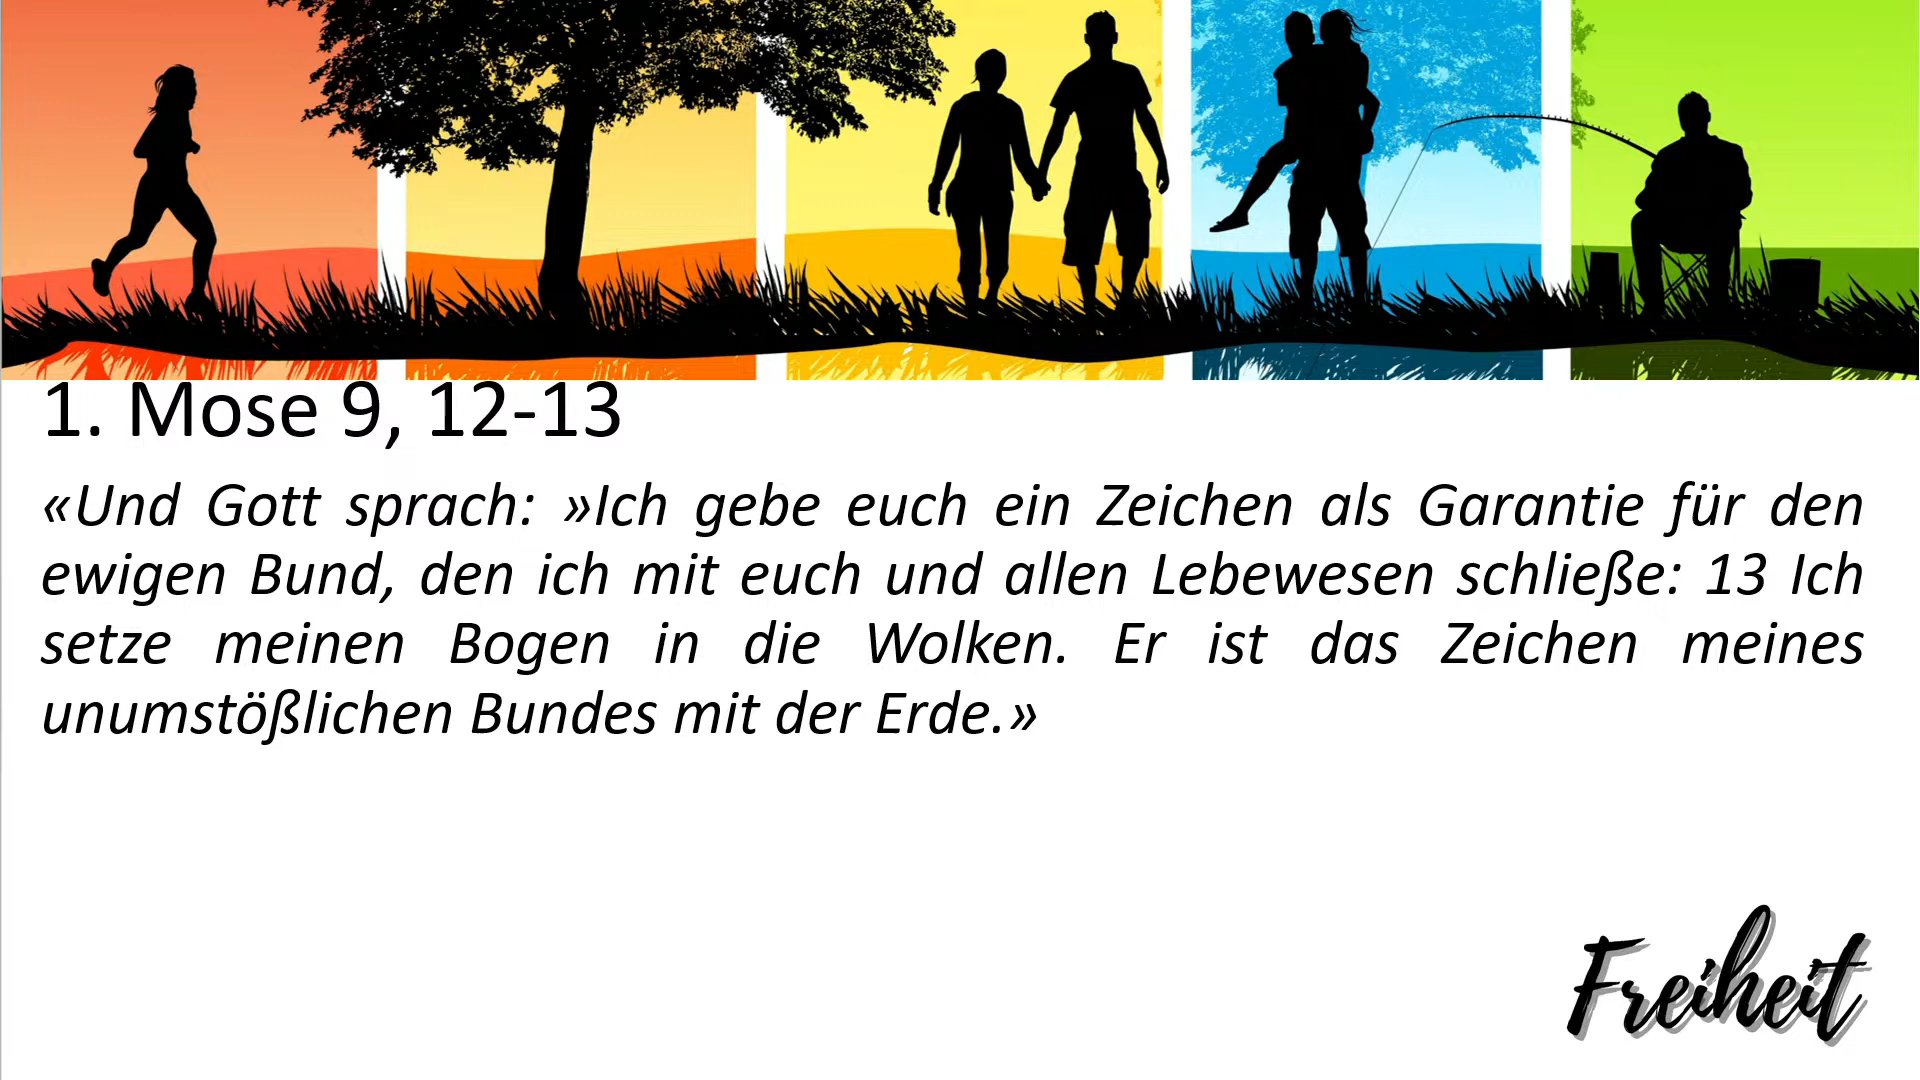 1. Mose 9, 12-13
«Und Gott sprach: »Ich gebe euch ein Zeichen als Garantie für den
ewigen Bund, den ich mit euch und allen Lebewesen schließe: 13 Ich
setze meinen Bogen in die Wolken. Er ist das Zeichen meines
unumstößlichen Bundes mit der Erde.»
Freiheit